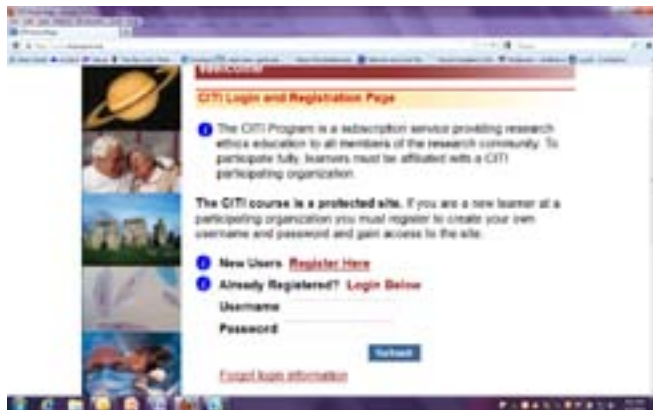 Welcome
CITI Login and Registration Page
The CITI Program is a subscription service providing research
ethics education to all members of the research community. To
participate fully, learners must be affiliated with a CITI
participating organization.
The CITI course is a protected site. If you are a new learner at a
participating organization you must register to create your own
username and password and gain access to the site.
New Users Register Here
Already Registered? Login Below
Username
Password
Submit
Forgot login information